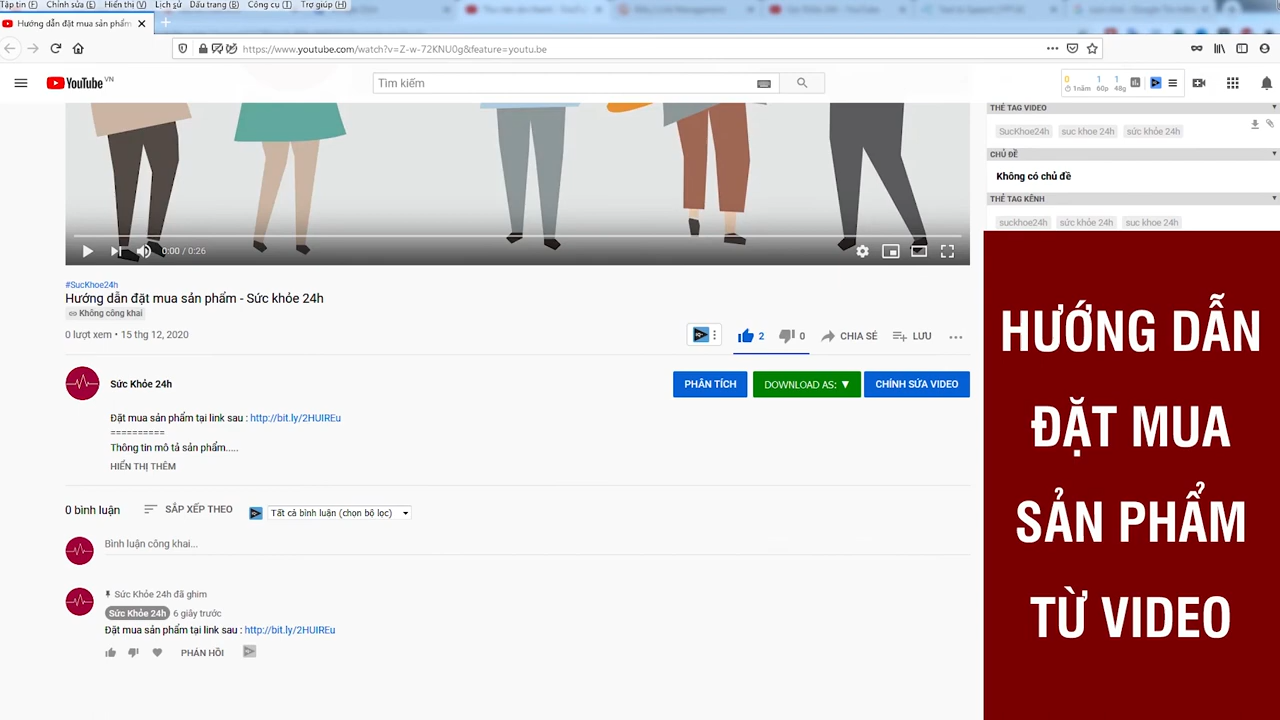 Tập tin (F) Chỉnh sửa (E) Hiển thị (V) Lịch sử Dấu trang (B) Công cụ (T) Trợ giúp (H)
Hướng dẫn đặt mua sản phẩm
https://www.youtube.com/watch?v=Z-w-72KNU0g&feature=youtu.be
YouTube VN
Tìm kiếm
0 1 1
1năm 60p 48g
THẺ TAG VIDEO
SucKhoe24h suc khoe 24h sức khỏe 24h
CHỦ ĐỀ
Không có chủ đề
THẺ TAG KÊNH
suckhoe24h sức khỏe 24h suc khoe 24h
0:00 / 0:26
#SucKhoe24h
Hướng dẫn đặt mua sản phẩm - Sức khỏe 24h
Không công khai
0 lượt xem • 15 thg 12, 2020
2 0 CHIA SẺ LƯU
Sức Khỏe 24h
PHÂN TÍCH DOWNLOAD AS: ▼ CHỈNH SỬA VIDEO
Đặt mua sản phẩm tại link sau : http://bit.ly/2HUIREu
==========
Thông tin mô tả sản phẩm.....
HIỂN THỊ THÊM
0 bình luận SẮP XẾP THEO Tất cả bình luận (chọn bộ lọc)
Bình luận công khai...
Sức Khỏe 24h đã ghim
Sức Khỏe 24h 6 giây trước
Đặt mua sản phẩm tại link sau : http://bit.ly/2HUIREu
PHẢN HỒI
HƯỚNG DẪN
ĐẶT MUA
SẢN PHẨM
TỪ VIDEO